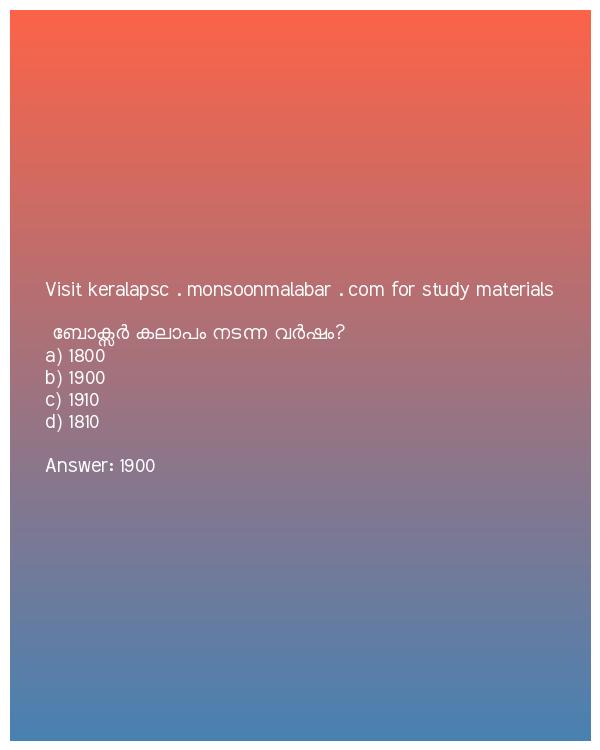 Visit keralapsc . monsoonmalabar . com for study materials
ബോക്സർ കലാപം നടന്ന വർഷം?
a) 1800
b) 1900
c) 1910
d) 1810
Answer: 1900